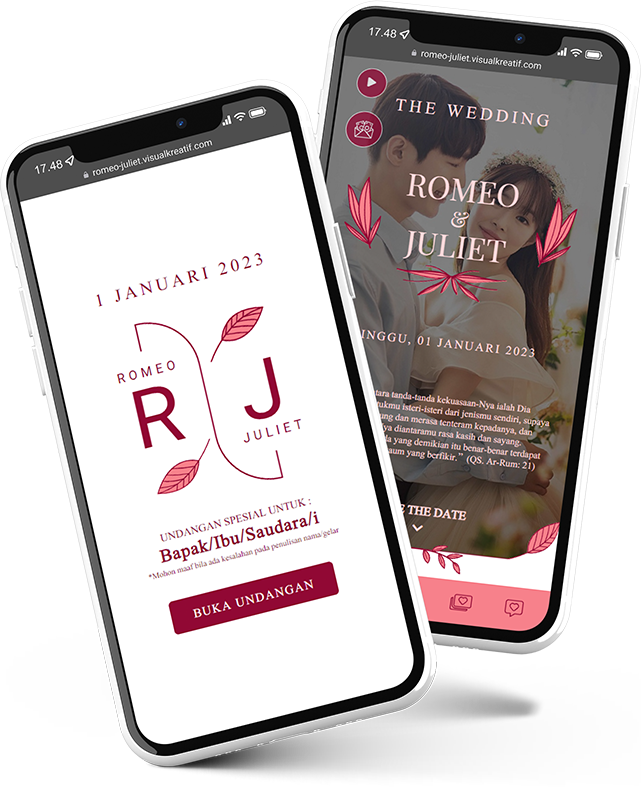 17.48
romeo-juliet.visualkreatif.com
1 JANUARI 2023
ROMEO
R J
JULIET
UNDANGAN SPESIAL UNTUK :
Bapak/Ibu/Saudara/i
*Mohon maaf bila ada kesalahan pada penulisan nama/gelar
BUKA UNDANGAN
17.48
romeo-juliet.visualkreatif.com
THE WEDDING
ROMEO
&
JULIET
INGGU, 01 JANUARI 2023
tara tanda-tanda kekuasaan-Nya ialah Dia
tukmu isteri-isteri dari jenismu sendiri, supaya
ung dan merasa tenteram kepadanya, dan
ya diantaramu rasa kasih dan sayang.
da yang demikian itu benar-benar terdapat
aum yang berfikir.” (QS. Ar-Rum: 21)
E THE DATE